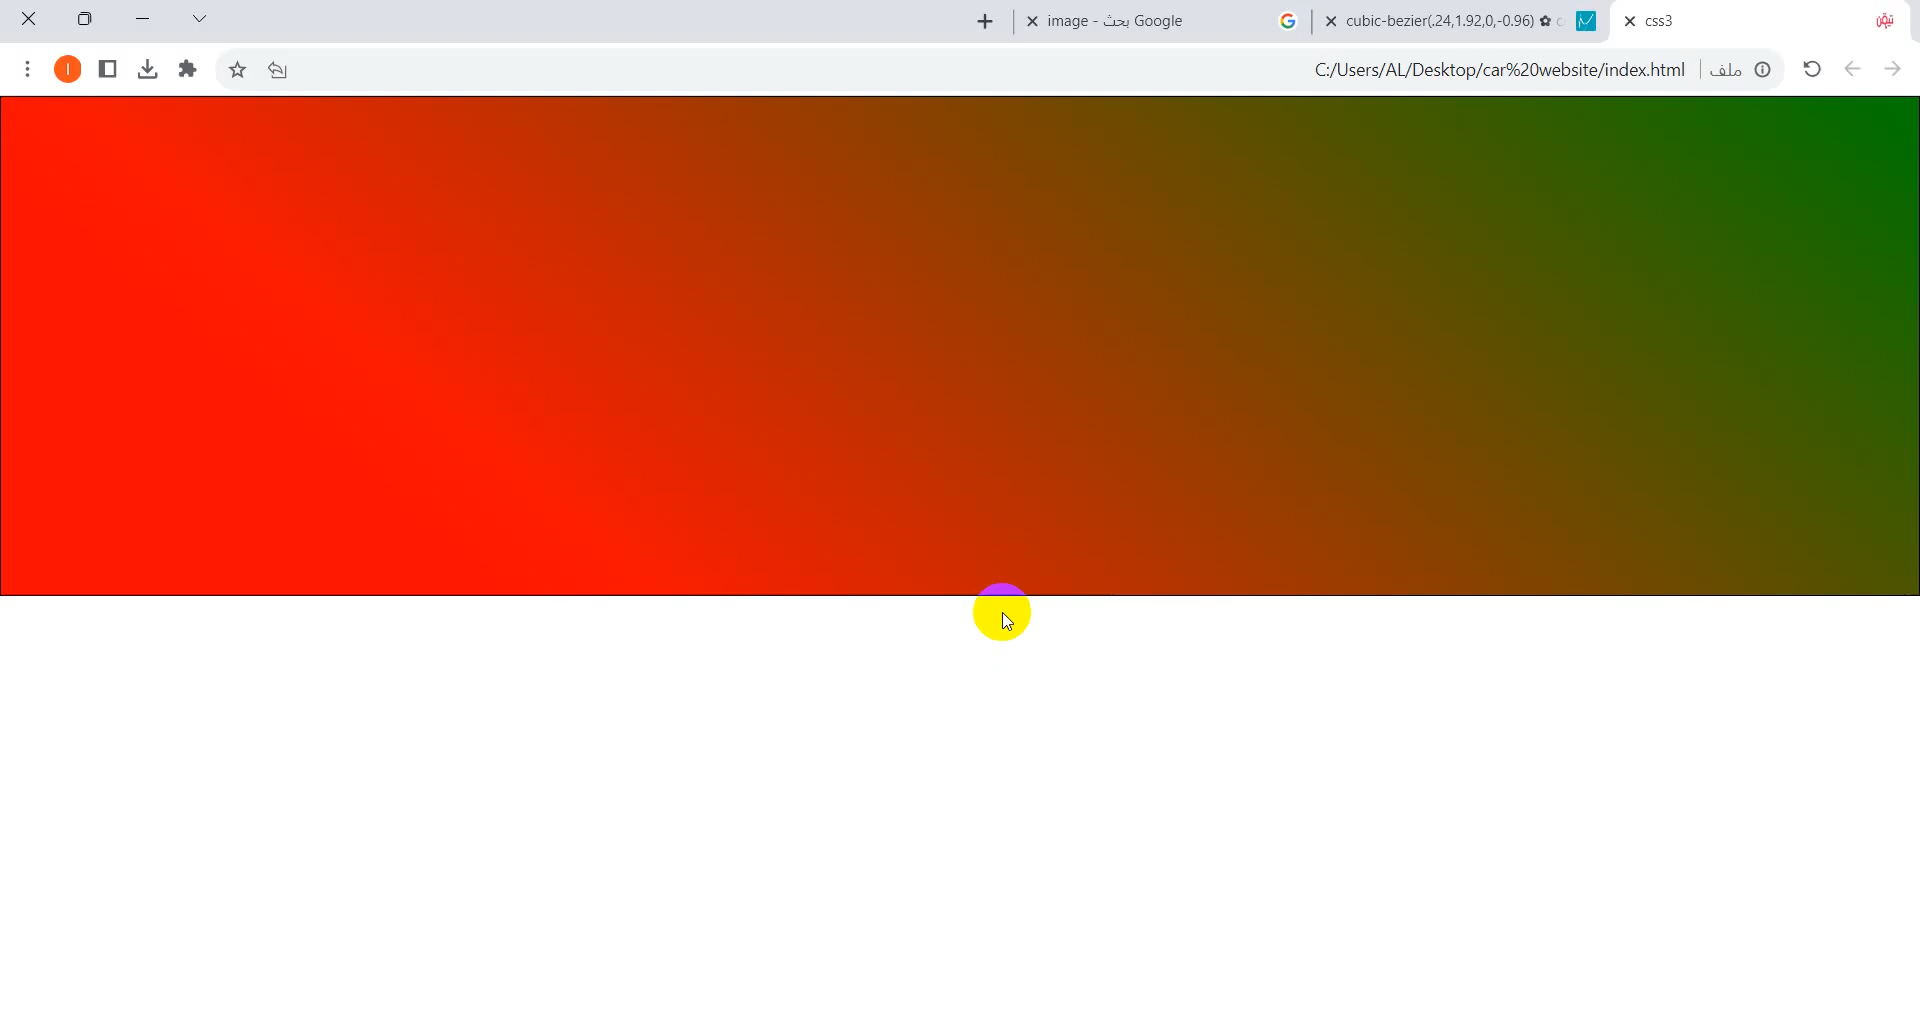 css3
cubic-bezier(.24,1.92,0,-0.96) ✿ c
image - بحث Google
ملف
C:/Users/AL/Desktop/car%20website/index.html
I